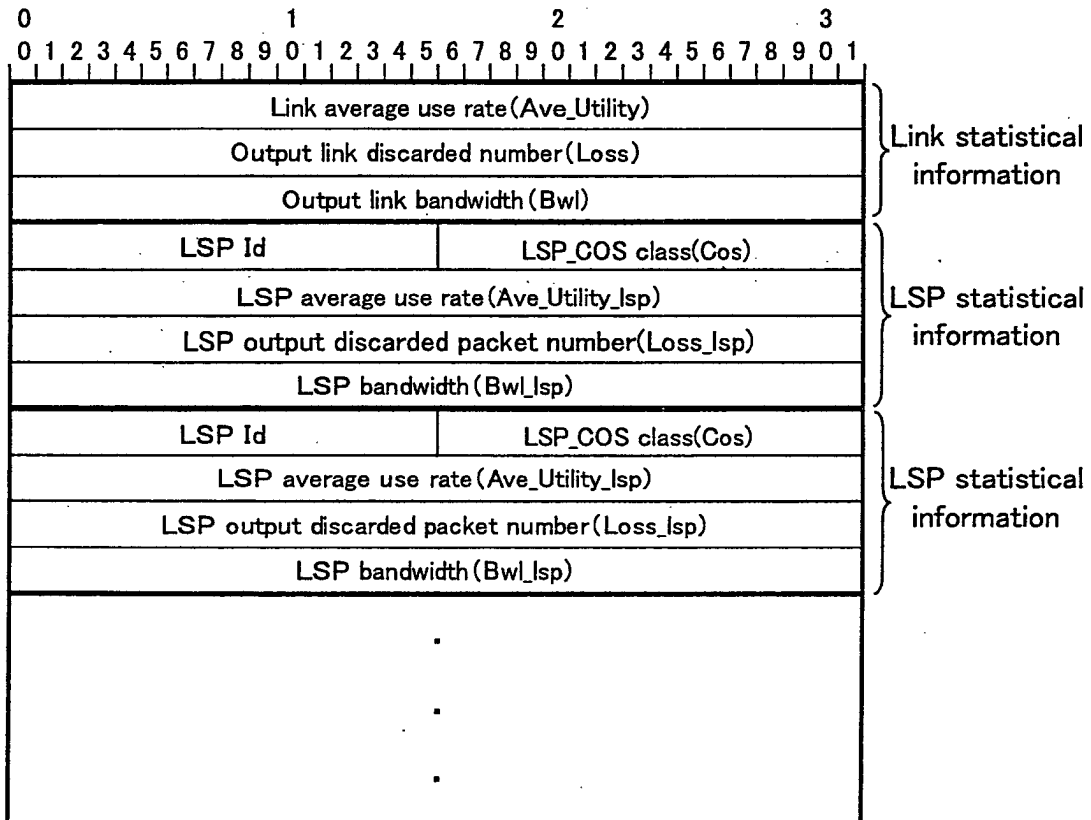 0 1 2 3
0 1 2 3 4 5 6 7 8 9 0 1 2 3 4 5 6 7 8 9 0 1 2 3 4 5 6 7 8 9 0 1
Link average use rate(Ave_Utility)
Output link discarded number(Loss)
Output link bandwidth(Bwl)
Link statistical
information
LSP Id LSP_COS class(Cos)
LSP average use rate(Ave_Utility_lsp)
LSP output discarded packet number(Loss_lsp)
LSP bandwidth(Bwl_lsp)
LSP statistical
information
LSP Id LSP_COS class(Cos)
LSP average use rate(Ave_Utility_lsp)
LSP output discarded packet number(Loss_lsp)
LSP bandwidth(Bwl_lsp)
LSP statistical
information